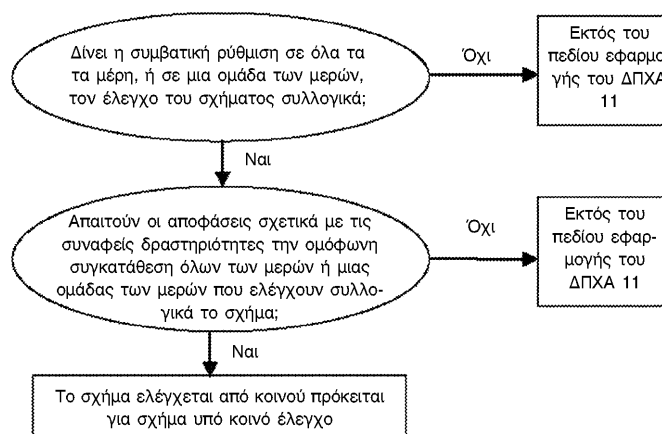 Δίνει η συμβατική ρύθμιση σε όλα τα
τα μέρη, ή σε μια ομάδα των μερών,
τον έλεγχο του σχήματος συλλογικά;
Όχι
Εκτός του
πεδίου εφαρμο-
γής του ΔΠΧΑ
11
Ναι
Απαιτούν οι αποφάσεις σχετικά με τις
συναφείς δραστηριότητες την ομόφωνη
συγκατάθεση όλων των μερών ή μιας
ομάδας των μερών που ελέγχουν συλλο-
γικά το σχήμα;
Όχι
Εκτός του
πεδίου εφαρ-
μογής του
ΔΠΧΑ 11
Ναι
Το σχήμα ελέγχεται από κοινού πρόκειται
για σχήμα υπό κοινό έλεγχο